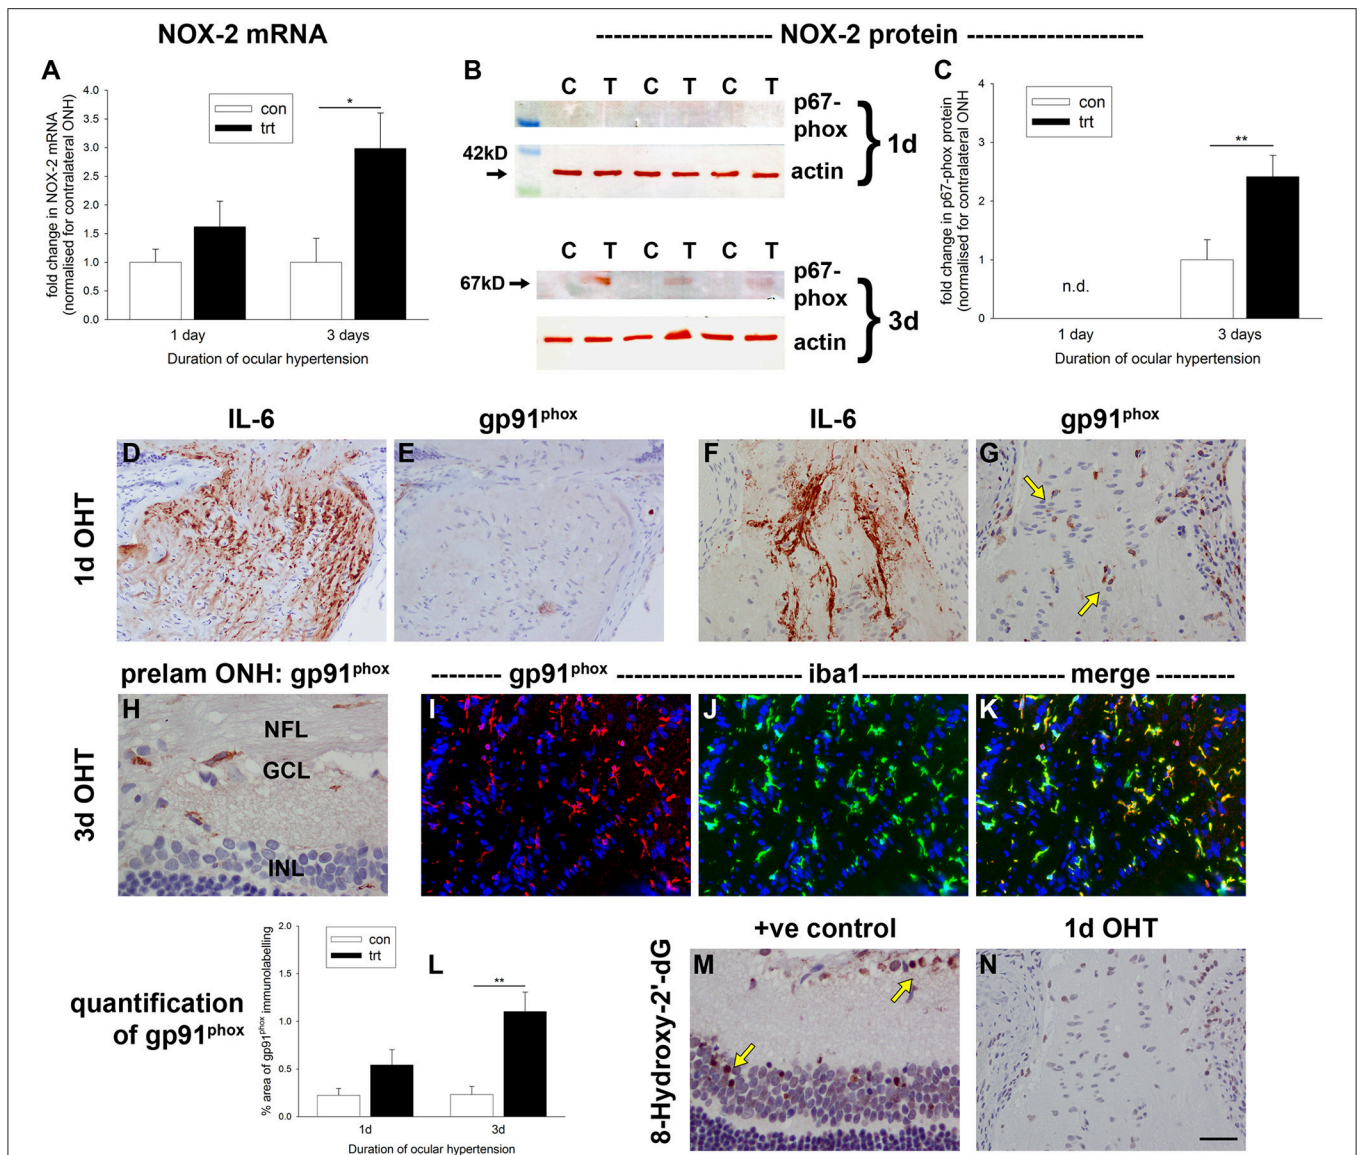 NOX-2 mRNA
-------------------- NOX-2 protein --------------------
A
fold change in NOX-2 mRNA
(normalised for contralateral ONH)
4.0
3.5
3.0
2.5
2.0
1.5
1.0
0.5
0.0
con
trt
*
1 day
3 days
Duration of ocular hypertension
B
C T C T C T
p67-
phox
42kD
actin
} 1d
C T C T C T
67kD
p67-
phox
actin
} 3d
C
fold change in p67-phox protein
(normalised for contralateral ONH)
4
3
2
1
0
con
trt
**
n.d.
1 day
3 days
Duration of ocular hypertension
IL-6
gp91phox
IL-6
gp91phox
1d OHT
D
E
F
G
prelam ONH: gp91phox
-------- gp91phox -------------------- iba1 ---------------------- merge ---------
3d OHT
H
NFL
GCL
INL
I
J
K
quantification
of gp91phox
% area of gp91phox immunolabelling
2.0
1.5
1.0
0.5
0.0
con
trt
L
**
1d
3d
Duration of ocular hypertension
+ve control
1d OHT
8-Hydroxy-2'-dG
M
N